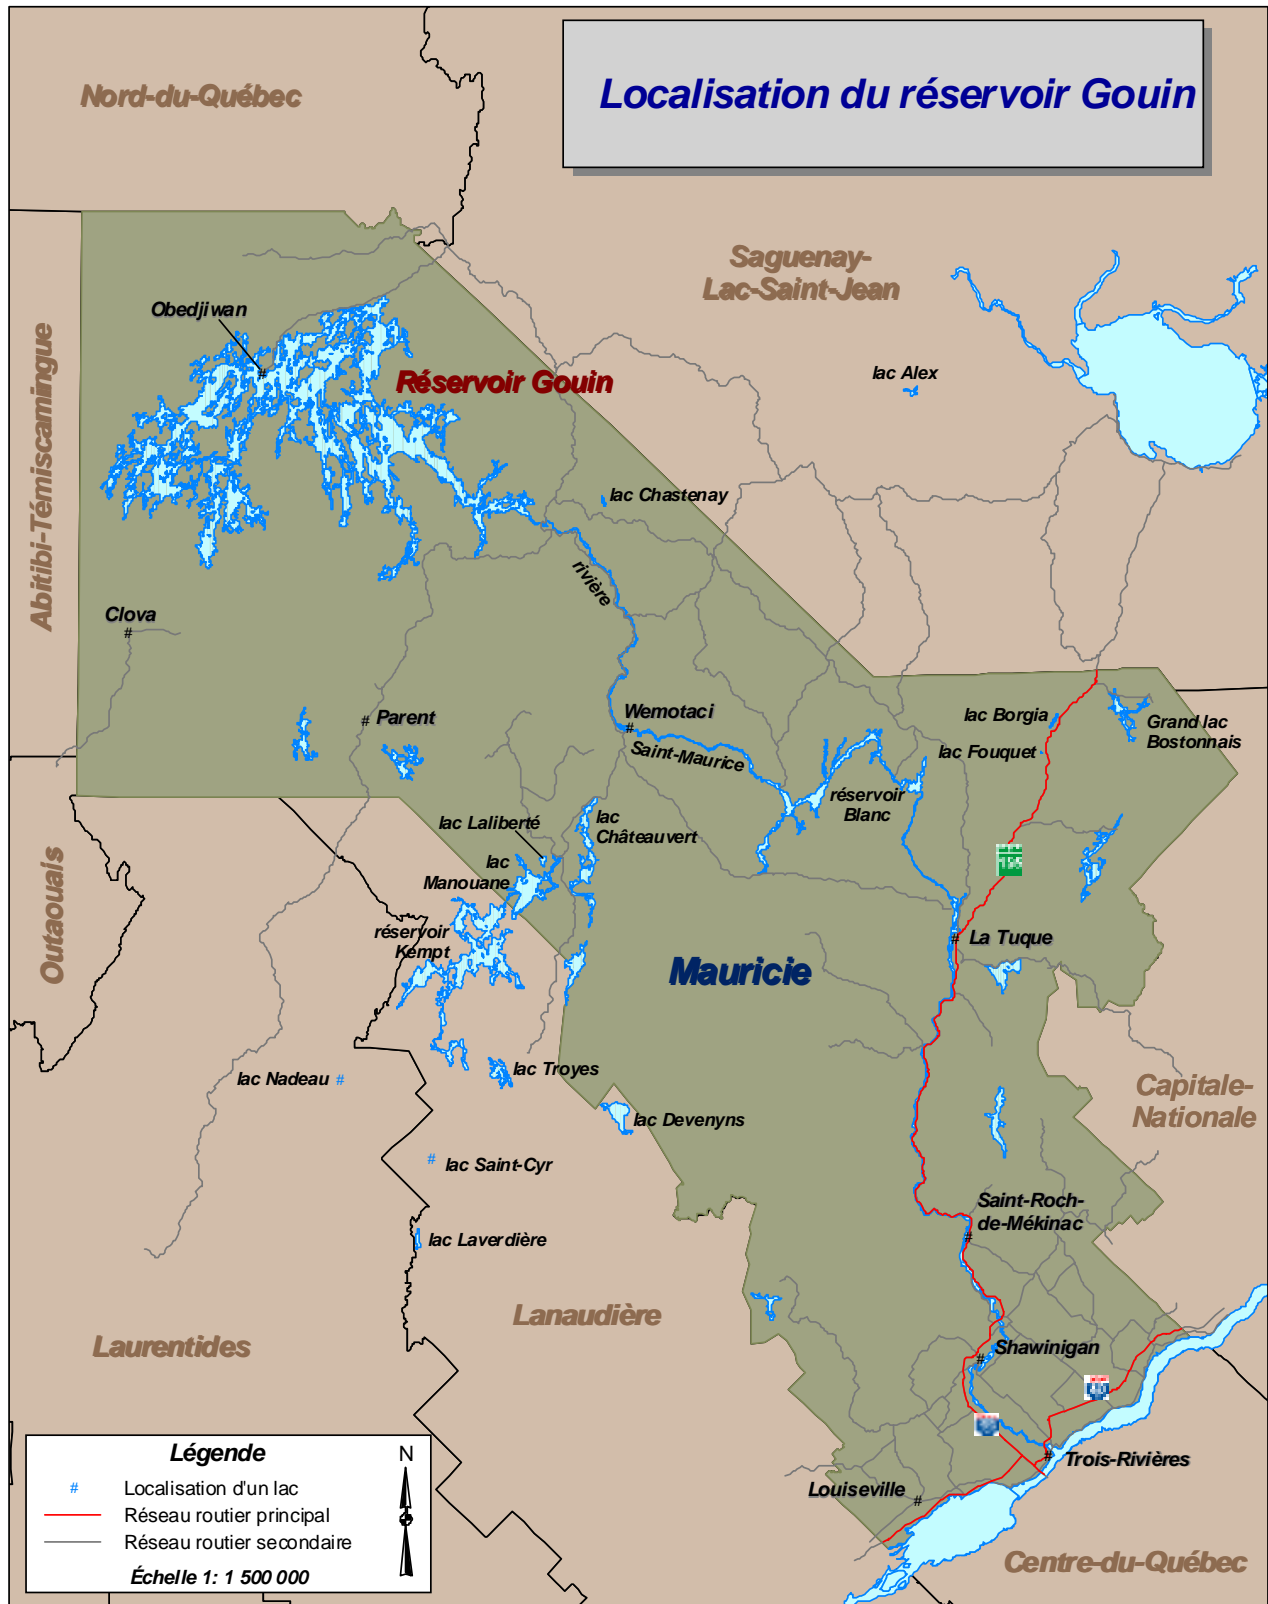 Localisation du réservoir Gouin
Nord-du-Québec
Saguenay-
Lac-Saint-Jean
Obedjiwan
Abitibi-Témiscamingue
Réservoir Gouin
lac Alex
lac Chastenay
rivière
Clova
Parent
Wemotaci
Saint-Maurice
lac Borgia
lac Fouquet
Grand lac
Bostonnais
réservoir
Blanc
lac Laliberté
lac
Châteauvert
lac
Manouane
155
Outaouais
réservoir
Kempt
La Tuque
Mauricie
lac Nadeau
lac Troyes
lac Devenyns
Capitale-
Nationale
lac Saint-Cyr
Saint-Roch-
de-Mékinac
lac Laverdière
Lanaudière
Laurentides
Shawinigan
Trois-Rivières
Louiseville
Centre-du-Québec
Légende
N
# Localisation d'un lac
Réseau routier principal
Réseau routier secondaire
Échelle 1: 1 500 000